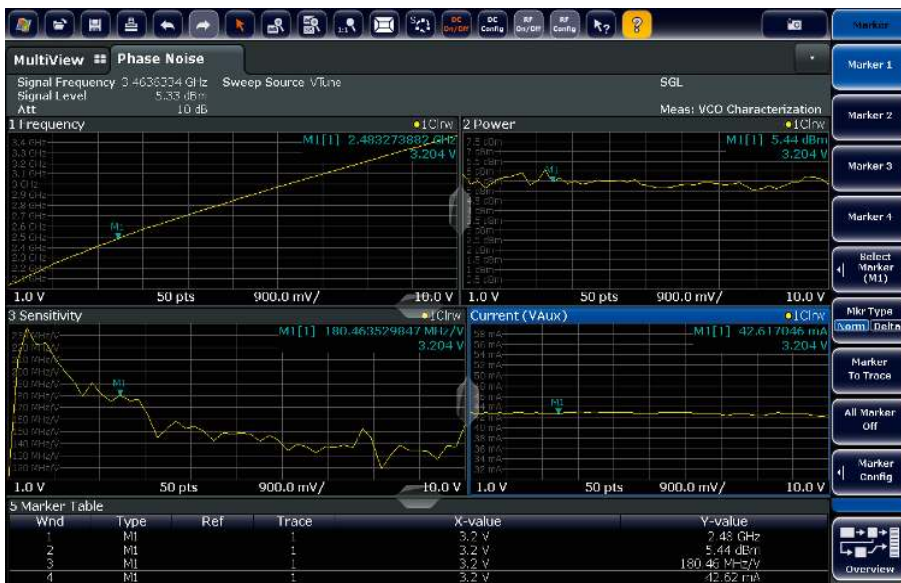 DC On/Off DC Config RF On/Off RF Config
MultiView Phase Noise
Signal Frequency 3.4636334 GHz Sweep Source VTune SGL
Signal Level 5.33 dBm
Att 10 dB Meas: VCO Characterization
1 Frequency 1Clrw
M1[1] 2.483273882 GHz
3.204 V
M1
1.0 V 50 pts 900.0 mV/ 10.0 V
2 Power 1Clrw
M1[1] 5.44 dBm
3.204 V
M1
1.0 V 50 pts 900.0 mV/ 10.0 V
3 Sensitivity 1Clrw
M1[1] 180.463529847 MHz/V
3.204 V
M1
1.0 V 50 pts 900.0 mV/ 10.0 V
Current (VAux) 1Clrw
M1[1] 42.617046 mA
3.204 V
M1
1.0 V 50 pts 900.0 mV/ 10.0 V
5 Marker Table
Wnd Type Ref Trace X-value Y-value
1 M1 1 3.2 V 2.48 GHz
2 M1 1 3.2 V 5.44 dBm
3 M1 1 3.2 V 180.46 MHz/V
4 M1 1 3.2 V 42.62 mA
Marker
Marker 1
Marker 2
Marker 3
Marker 4
Select
Marker
(M1)
Mkr Type
Norm Delta
Marker
To Trace
All Marker
Off
Marker
Config
Overview